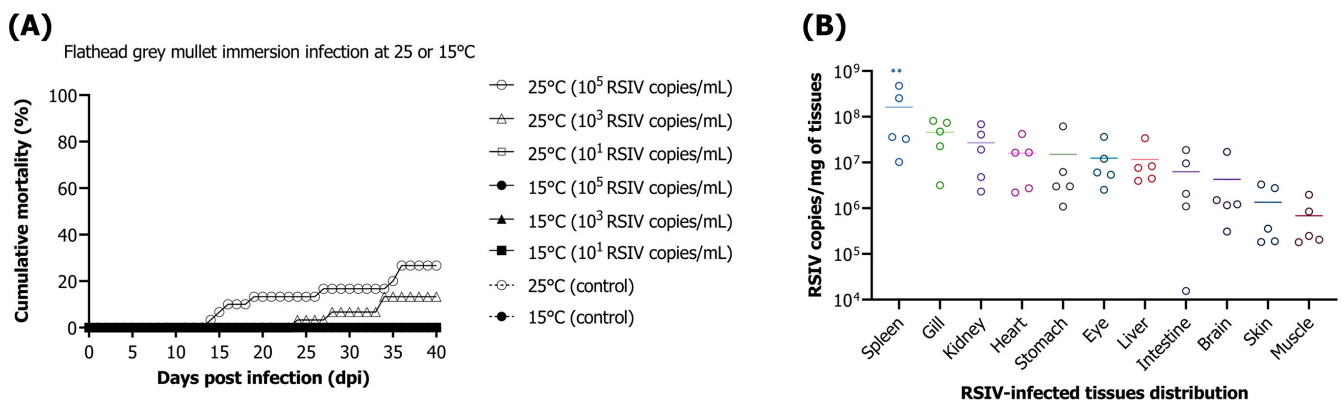 (A)
Flathead grey mullet immersion infection at 25 or 15°C
Cumulative mortality (%)
100
80
60
40
20
0
0 5 10 15 20 25 30 35 40
Days post infection (dpi)
25°C (10⁵ RSIV copies/mL)
25°C (10³ RSIV copies/mL)
25°C (10¹ RSIV copies/mL)
15°C (10⁵ RSIV copies/mL)
15°C (10³ RSIV copies/mL)
15°C (10¹ RSIV copies/mL)
25°C (control)
15°C (control)
(B)
RSIV copies/mg of tissues
10⁹
10⁸
10⁷
10⁶
10⁵
10⁴
**
Spleen
Gill
Kidney
Heart
Stomach
Eye
Liver
Intestine
Brain
Skin
Muscle
RSIV-infected tissues distribution